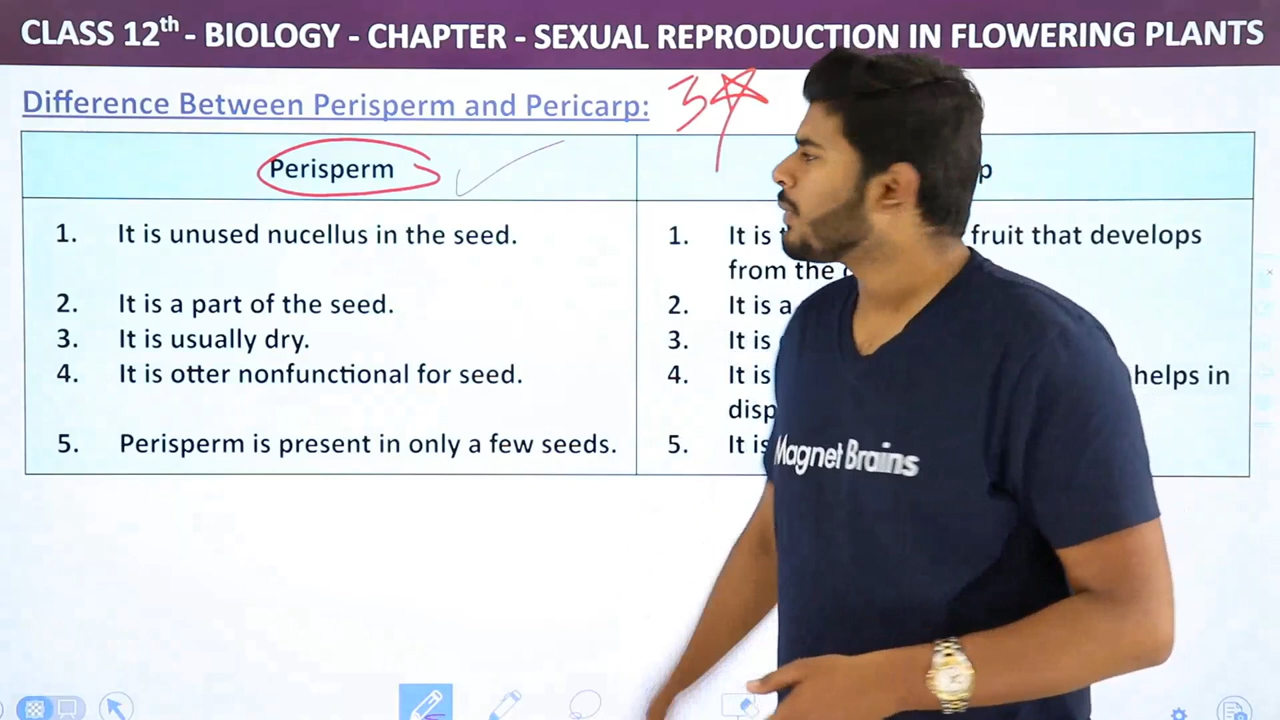 CLASS 12th - BIOLOGY - CHAPTER - SEXUAL REPRODUCTION IN FLOWERING PLANTS
Difference Between Perisperm and Pericarp:
3
Perisperm
1. It is unused nucellus in the seed.
2. It is a part of the seed.
3. It is usually dry.
4. It is otter nonfunctional for seed.
5. Perisperm is present in only a few seeds.
1. It is fruit that develops
from the
2. It is a
3. It is
4. It is helps in
5. It is
Magnet Brains